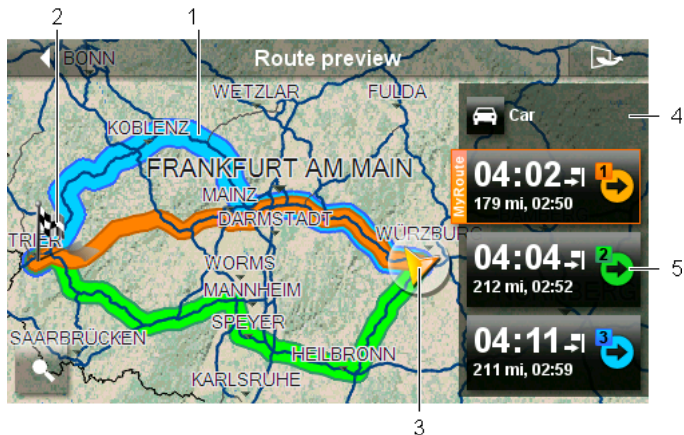 2
1
BONN
Route preview
WETZLAR
FULDA
KOBLENZ
Car
4
FRANKFURT AM MAIN
MyRoute
04:02
1
179 mi, 02:50
MAINZ
DARMSTADT
TRIER
WÜRZBURG
04:04
2
5
212 mi, 02:52
WORMS
MANNHEIM
SPEYER
SAARBRÜCKEN
HEILBRONN
KARLSRUHE
04:11
3
211 mi, 02:59
3